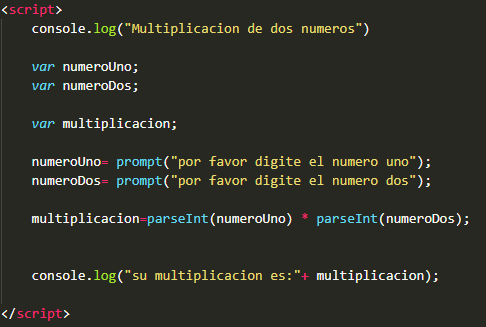 <script>
console.log("Multiplicacion de dos numeros")
var numeroUno;
var numeroDos;
var multiplicacion;
numeroUno= prompt("por favor digite el numero uno");
numeroDos= prompt("por favor digite el numero dos");
multiplicacion=parseInt(numeroUno) * parseInt(numeroDos);
console.log("su multiplicacion es:"+ multiplicacion);
</script>